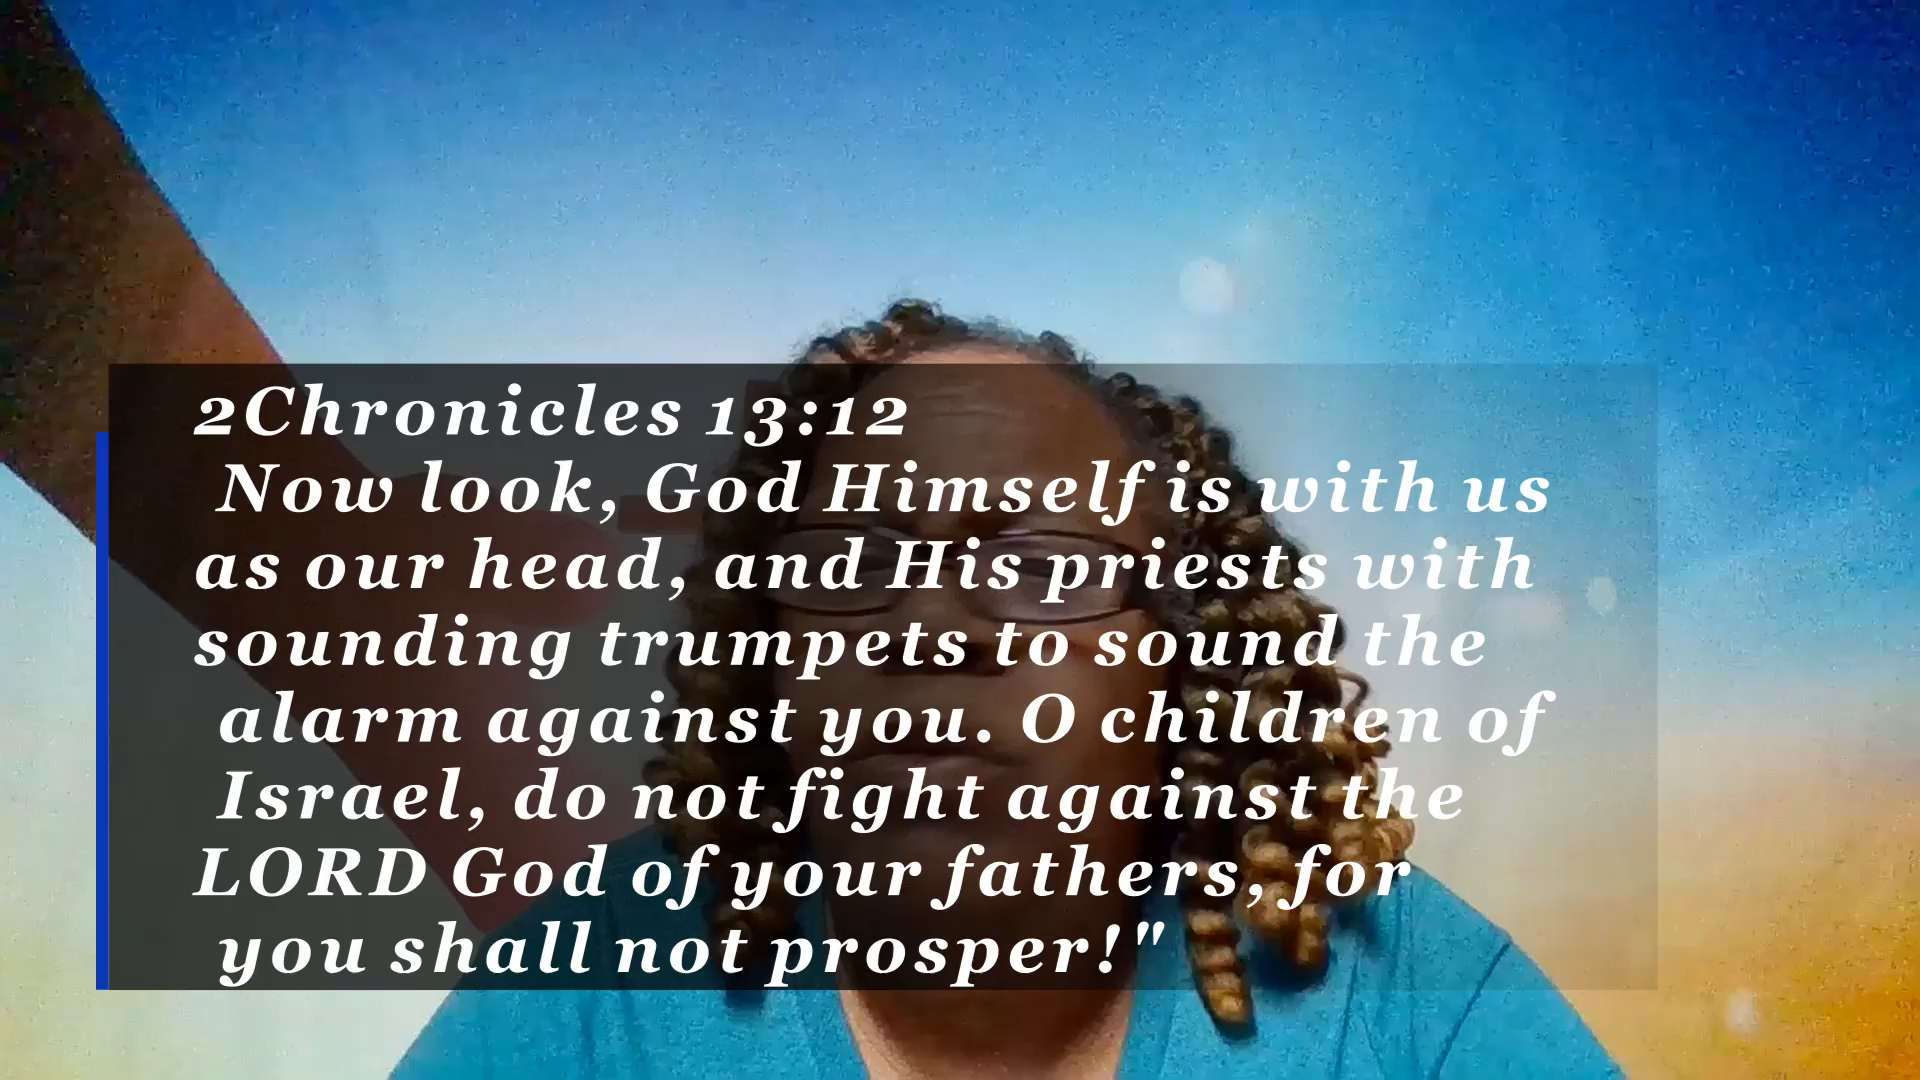 2Chronicles 13:12
Now look, God Himself is with us
as our head, and His priests with
sounding trumpets to sound the
alarm against you. O children of
Israel, do not fight against the
LORD God of your fathers, for
you shall not prosper!"